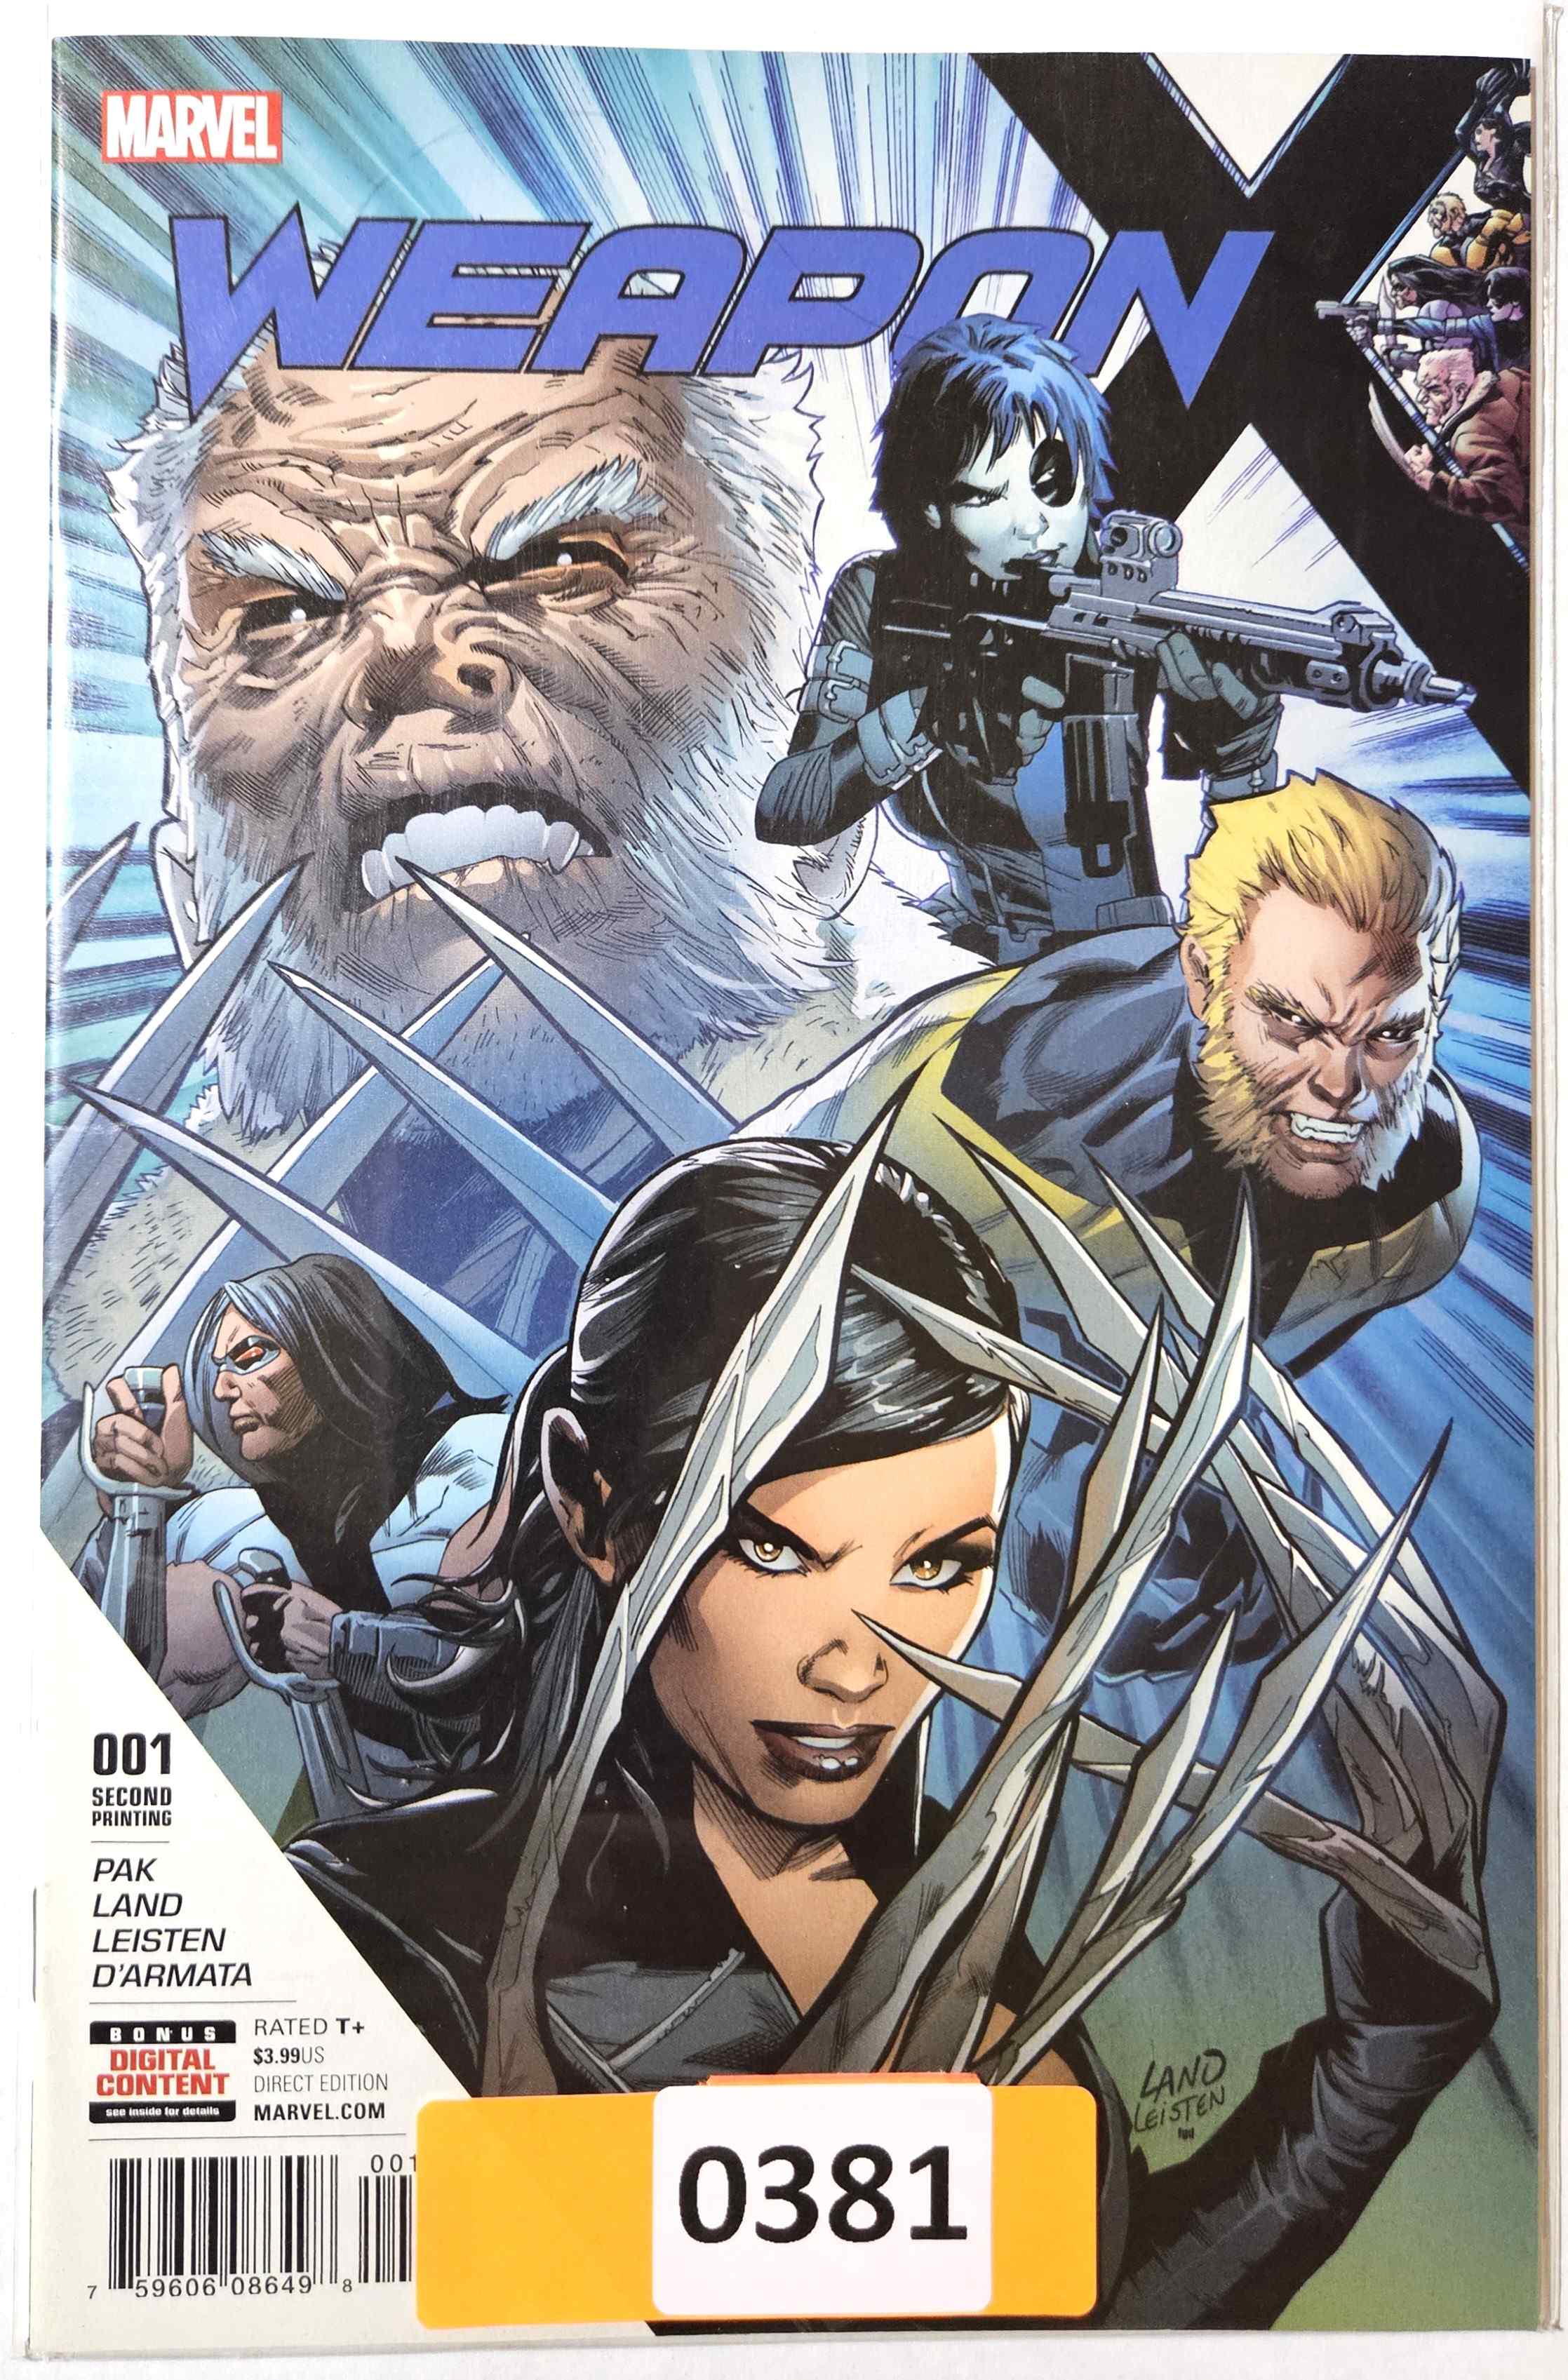 MARVEL
WEAPON
X
001
SECOND
PRINTING
PAK
LAND
LEISTEN
D'ARMATA
BONUS
DIGITAL
CONTENT
see inside for details
RATED T+
$3.99US
DIRECT EDITION
MARVEL.COM
001
7 59606 08649 8
0381
LAND
LEISTEN